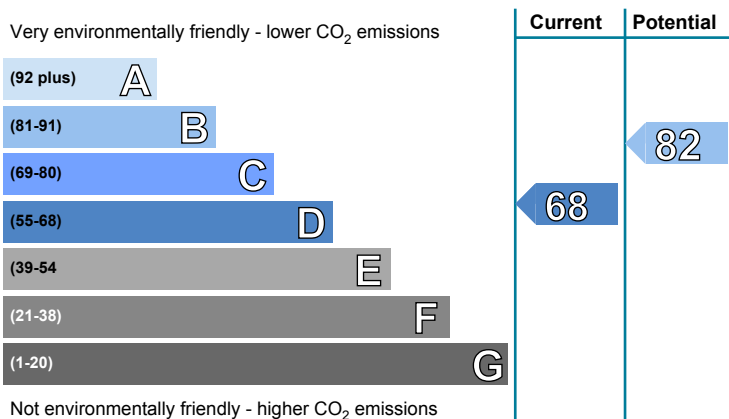 Current Potential
Very environmentally friendly - lower CO2 emissions
(92 plus) A
(81-91) B
82
(69-80) C
68
(55-68) D
(39-54 E
(21-38) F
(1-20) G
Not environmentally friendly - higher CO2 emissions